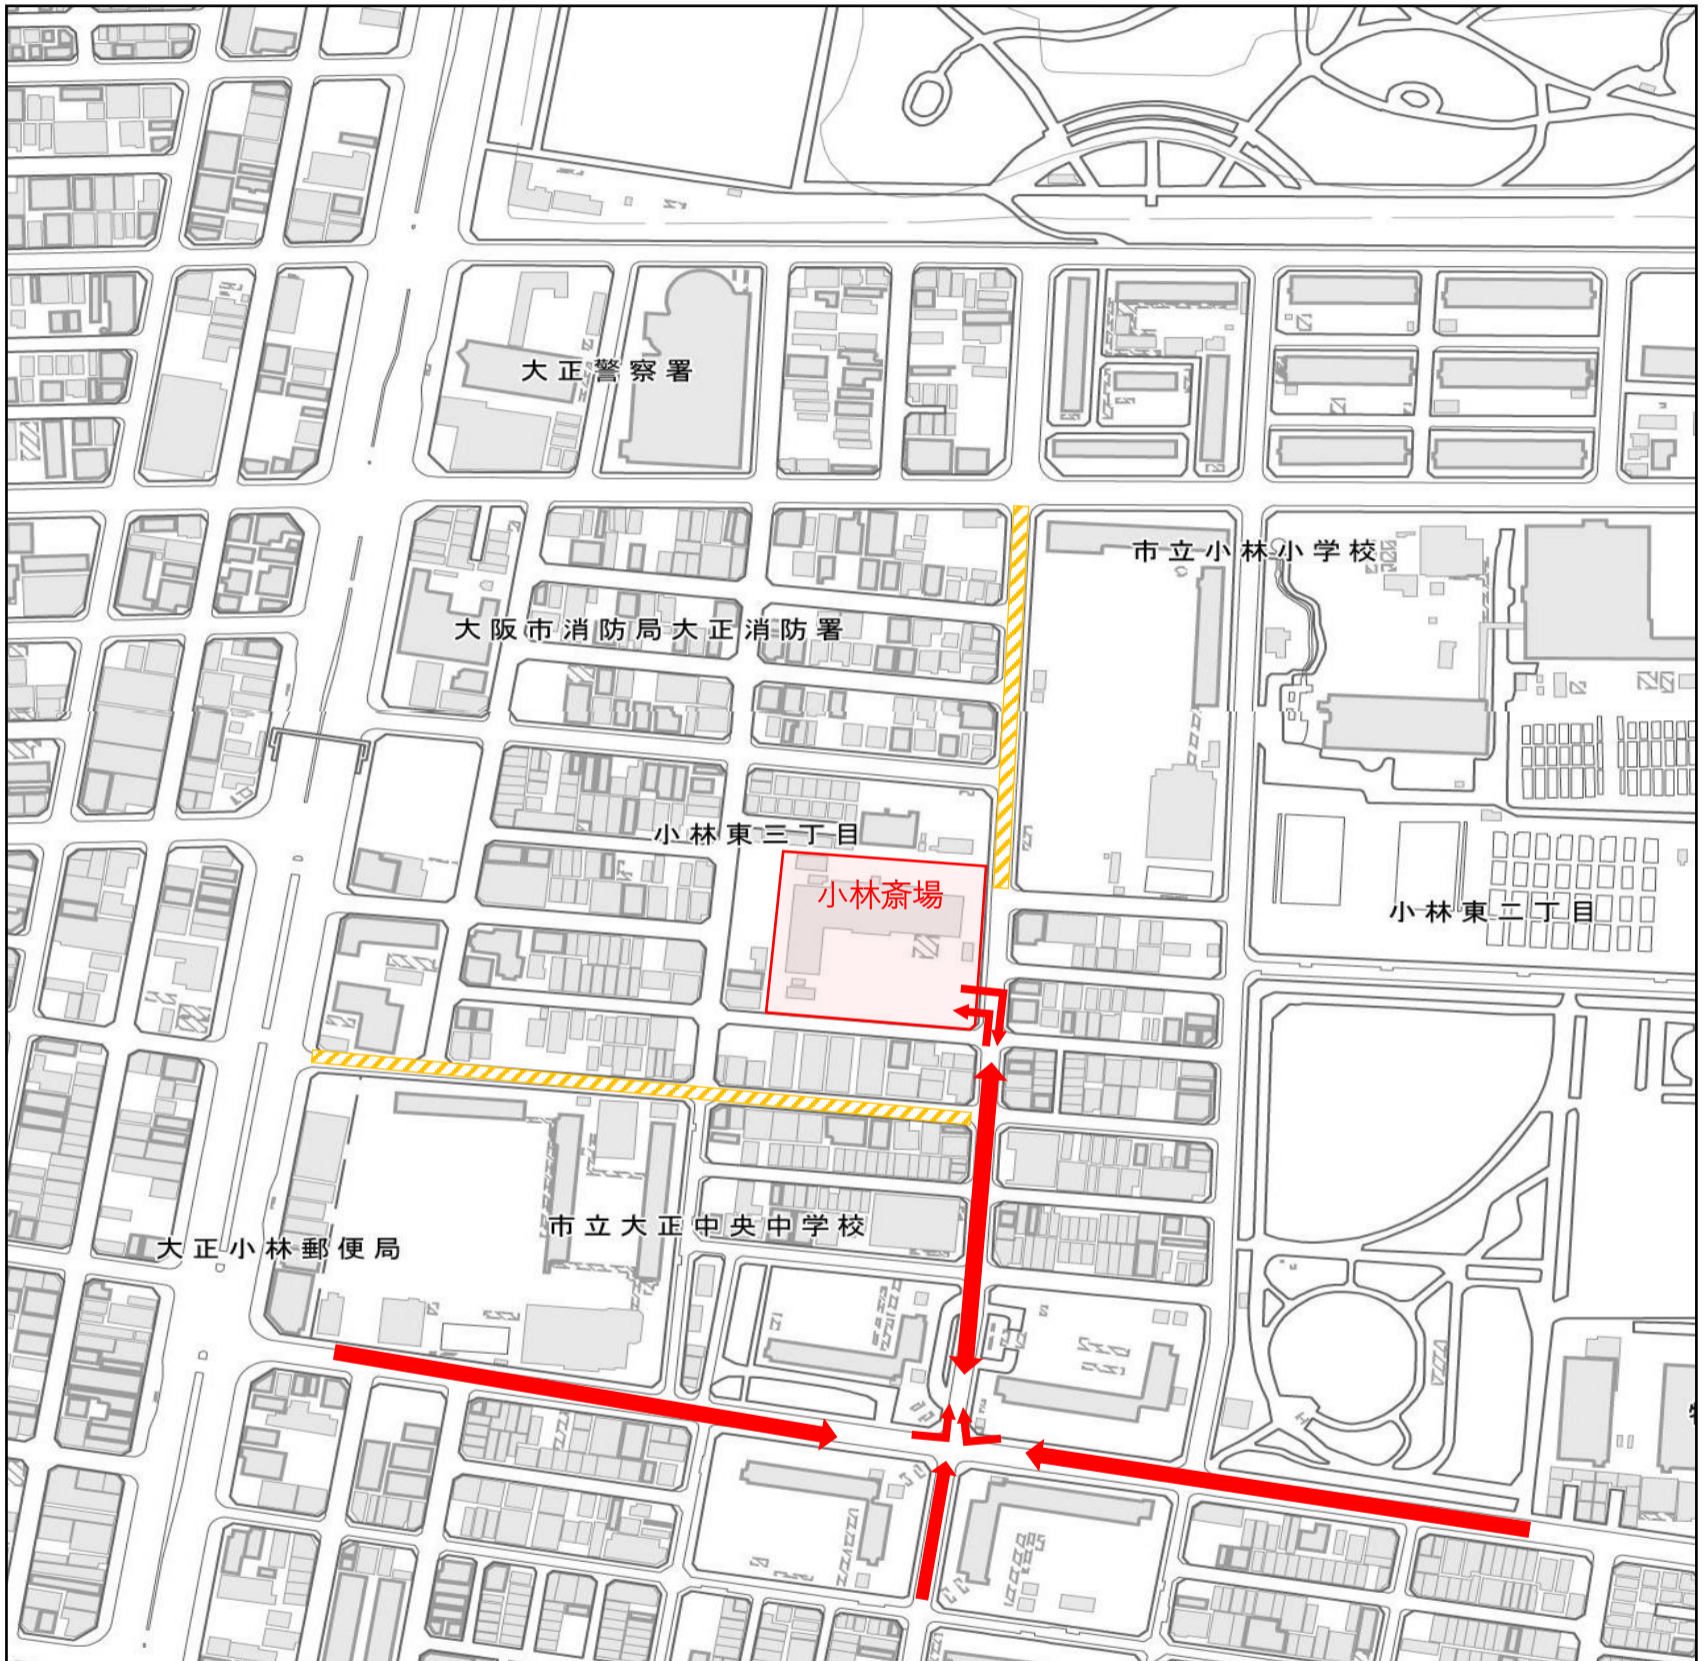 大正警察署
市立小林小学校
大阪市消防局大正消防署
小林東三丁目
小林斎場
小林東二丁目
市立大正中央中学校
大正小林郵便局